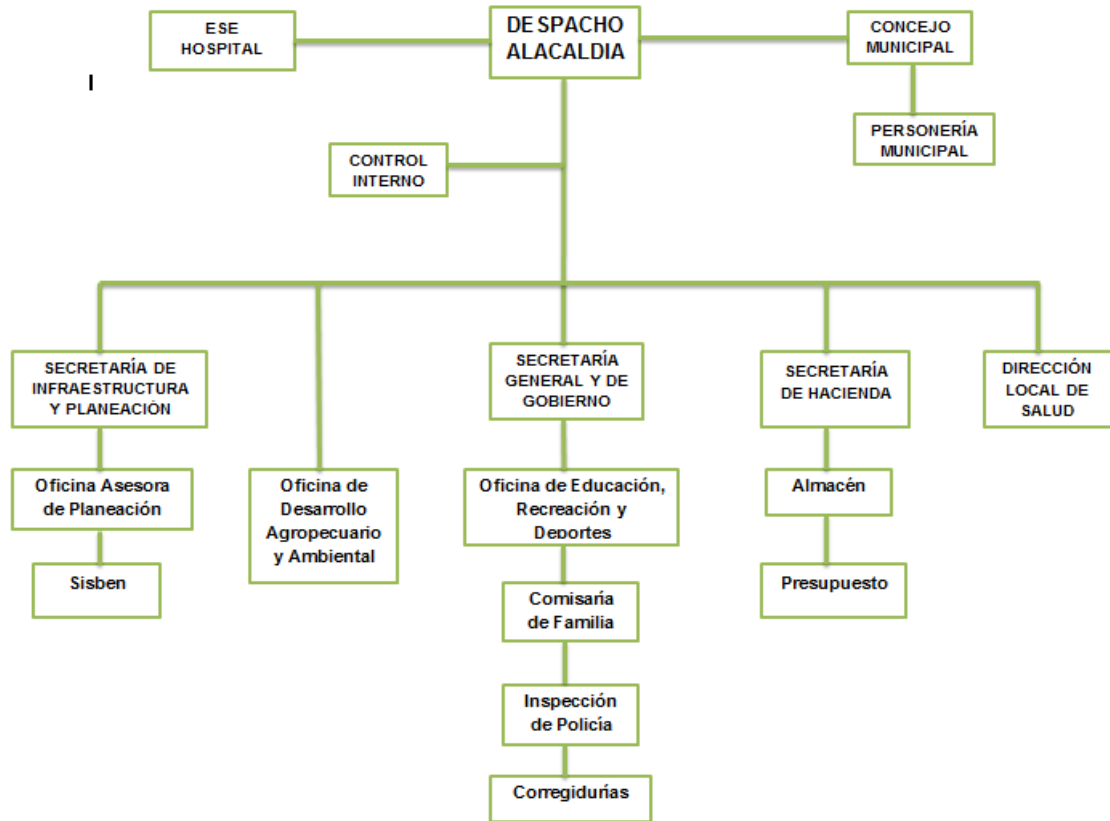 ESE
HOSPITAL
DESPACHO
ALACALDIA
CONCEJO
MUNICIPAL
I
PERSONERÍA
MUNICIPAL
CONTROL
INTERNO
SECRETARÍA DE
INFRAESTRUCTURA
Y PLANEACIÓN
SECRETARÍA
GENERAL Y DE
GOBIERNO
SECRETARÍA
DE HACIENDA
DIRECCIÓN
LOCAL DE
SALUD
Oficina Asesora
de Planeación
Oficina de
Desarrollo
Agropecuario
y Ambiental
Oficina de Educación,
Recreación y
Deportes
Almacén
Sisben
Comisaría
de Familia
Presupuesto
Inspección
de Policía
Corregidurías